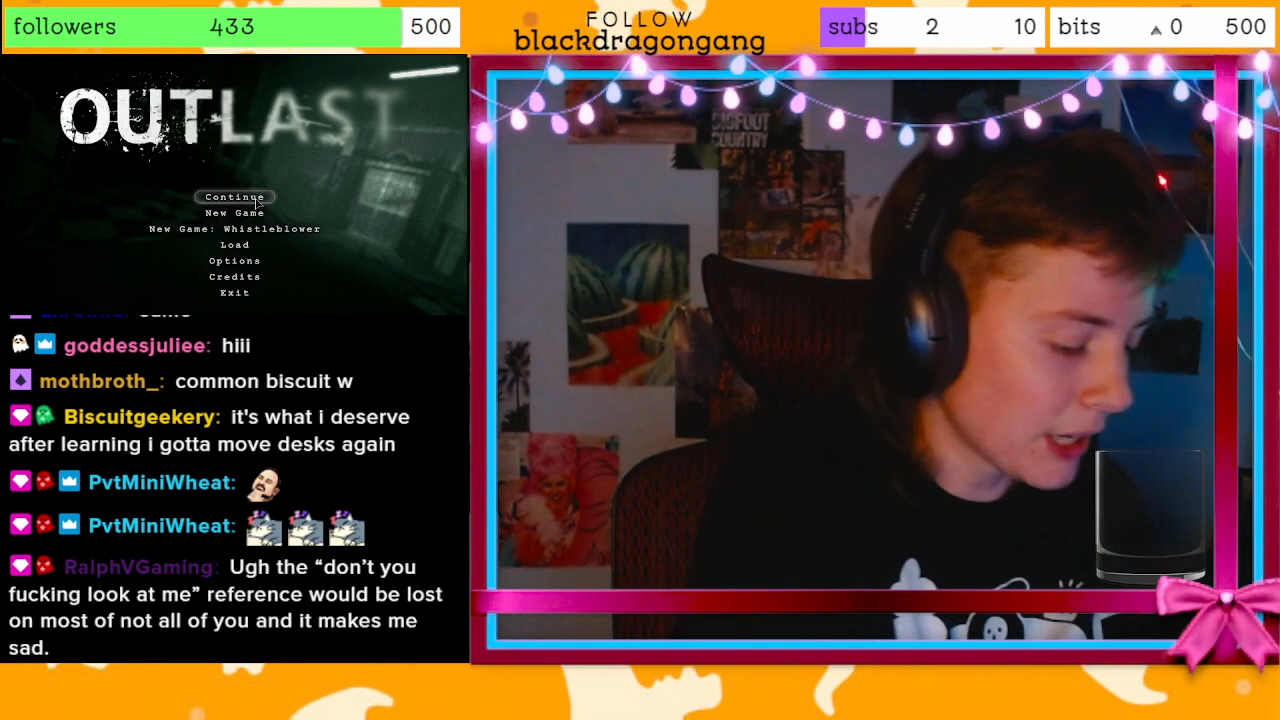 followers 433 500
FOLLOW
blackdragongang
subs 2 10
bits 0 500
OUTLAST
Continue
New Game
New Game: Whistleblower
Load
Options
Credits
Exit
goddessjuliee: hiii
mothbroth_: common biscuit w
Biscuitgeekery: it's what i deserve
after learning i gotta move desks again
PvtMiniWheat:
PvtMiniWheat:
RalphVGaming: Ugh the “don’t you
fucking look at me” reference would be lost
on most of not all of you and it makes me
sad.
BIGFOOT
COUNTRY